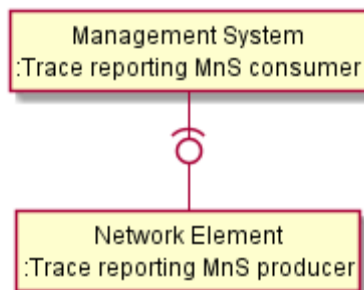 Management System
:Trace reporting MnS consumer
Network Element
:Trace reporting MnS producer